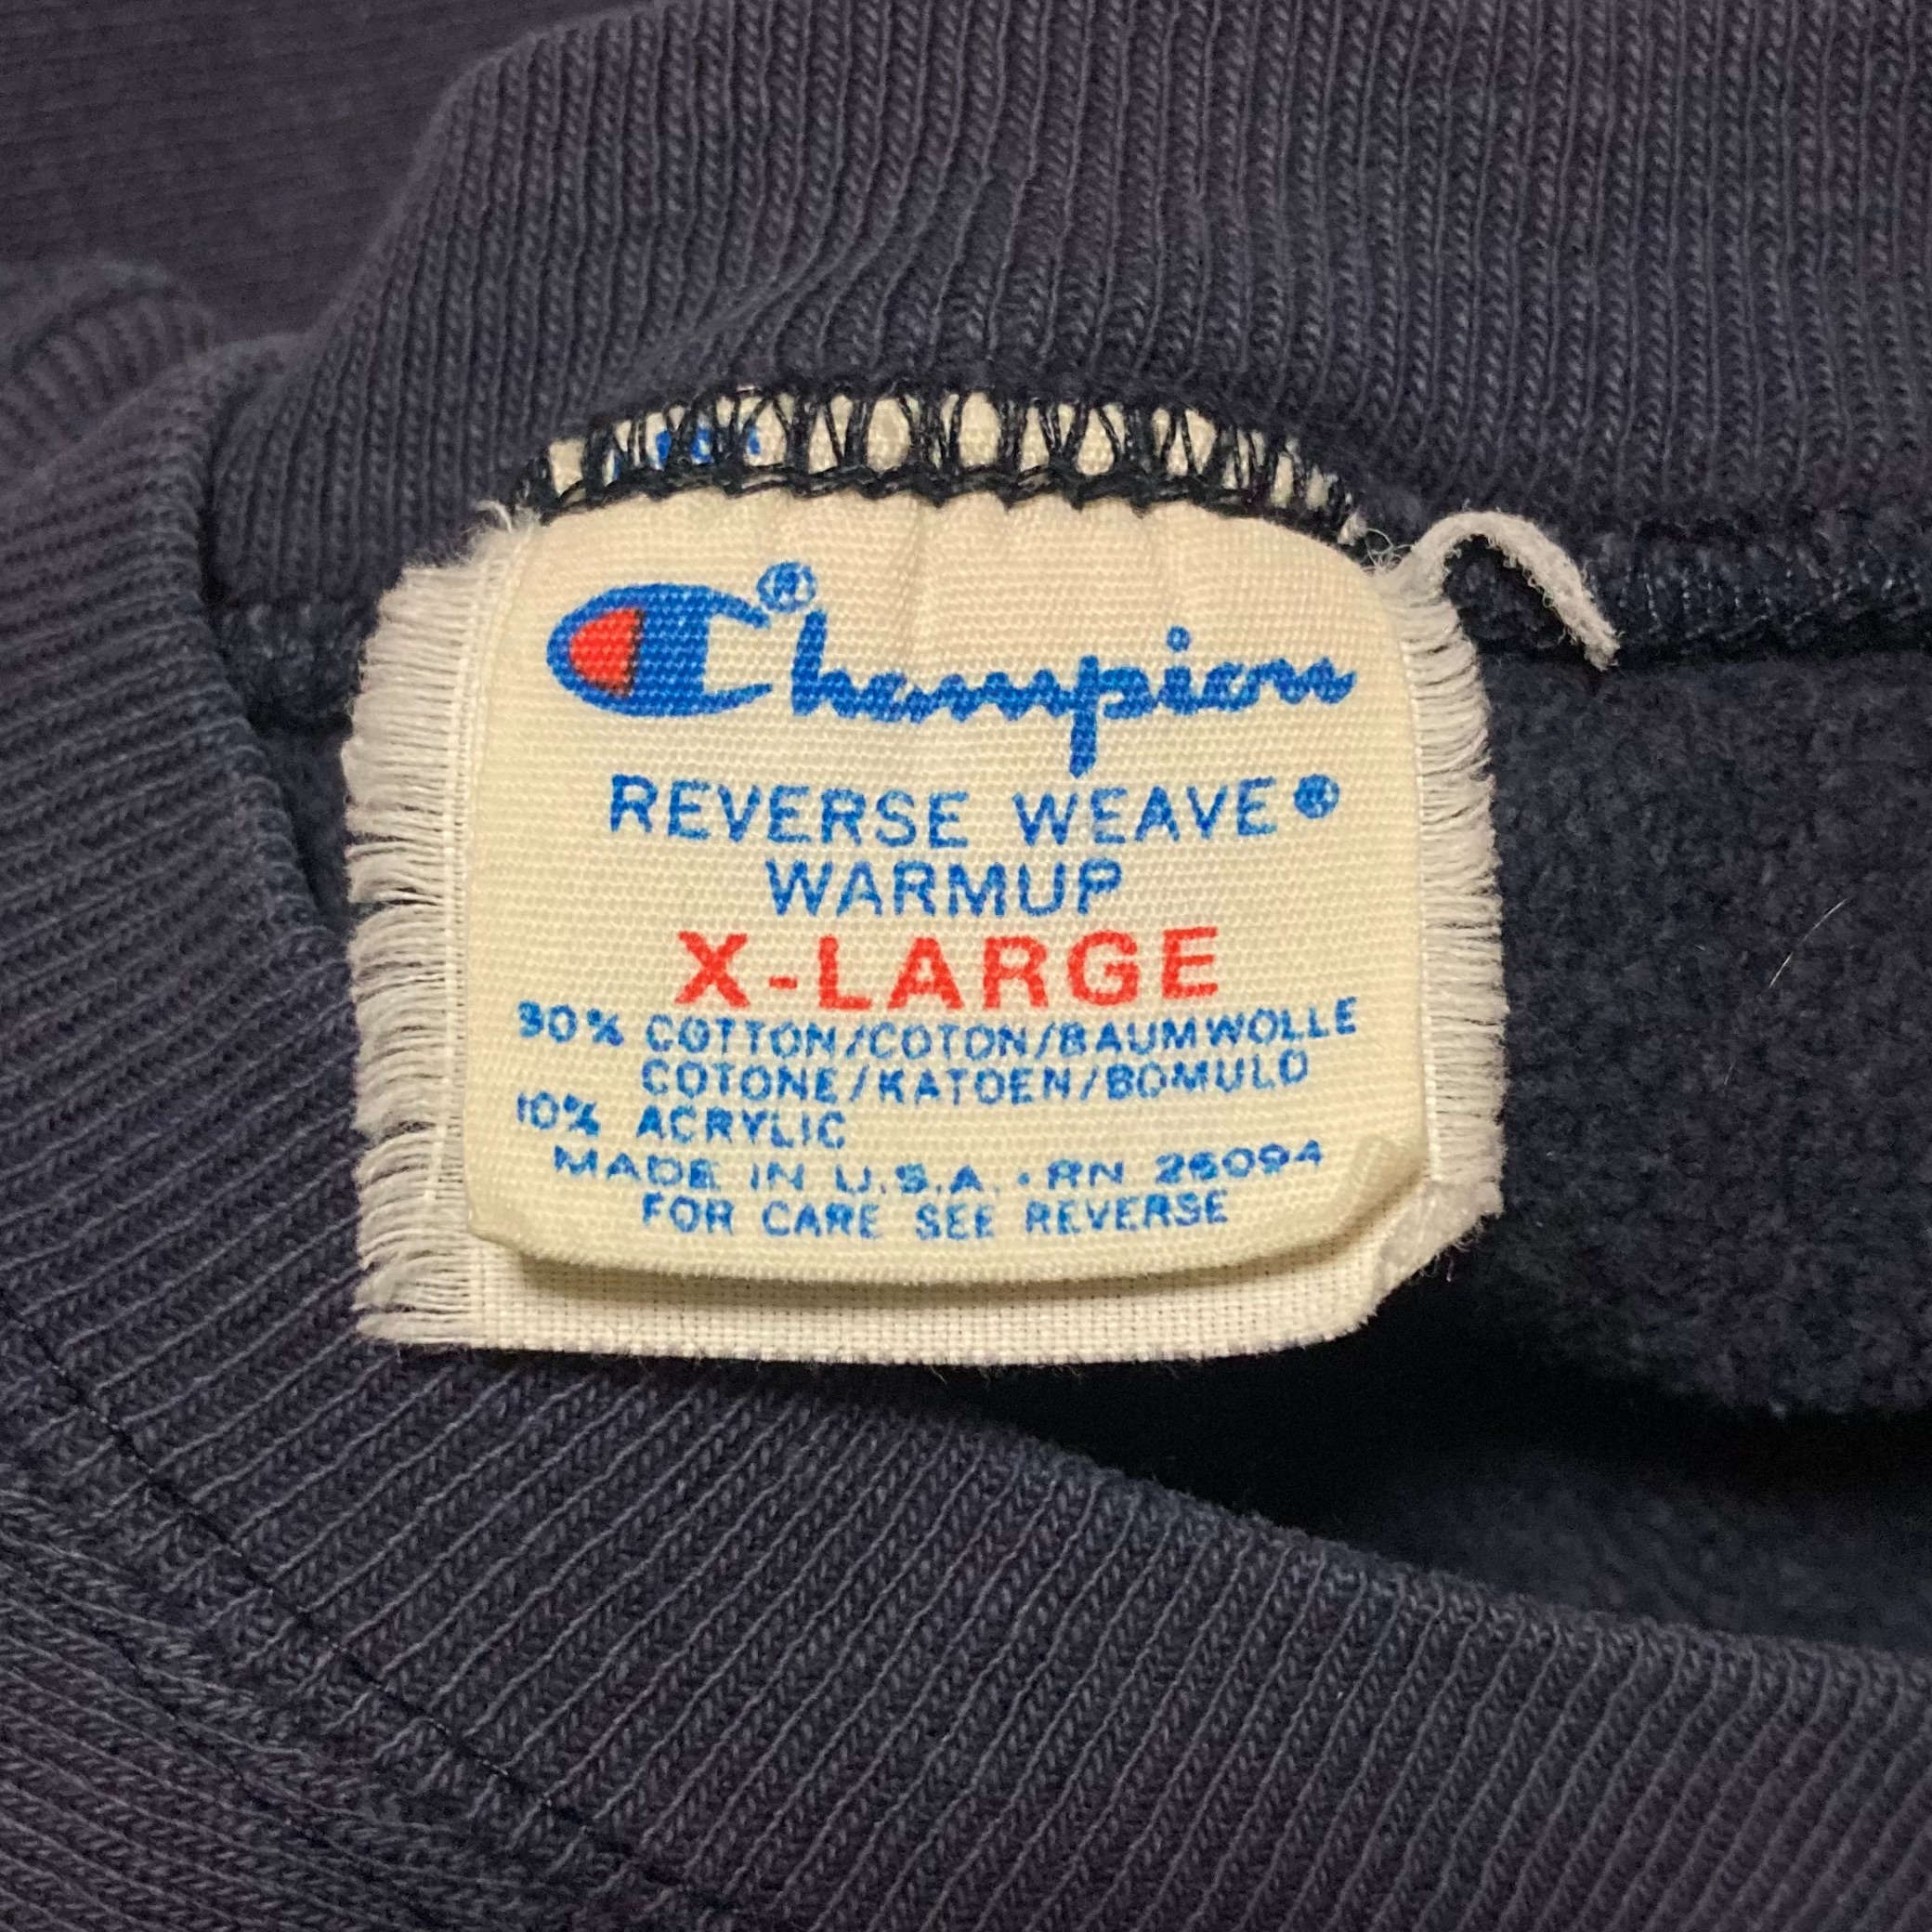 Champion®
REVERSE WEAVE®
WARMUP
X-LARGE
90% COTTON/COTON/BAUMWOLLE
COTONE/KATOEN/BOMULD
10% ACRYLIC
MADE IN U.S.A. • RN 26094
FOR CARE SEE REVERSE